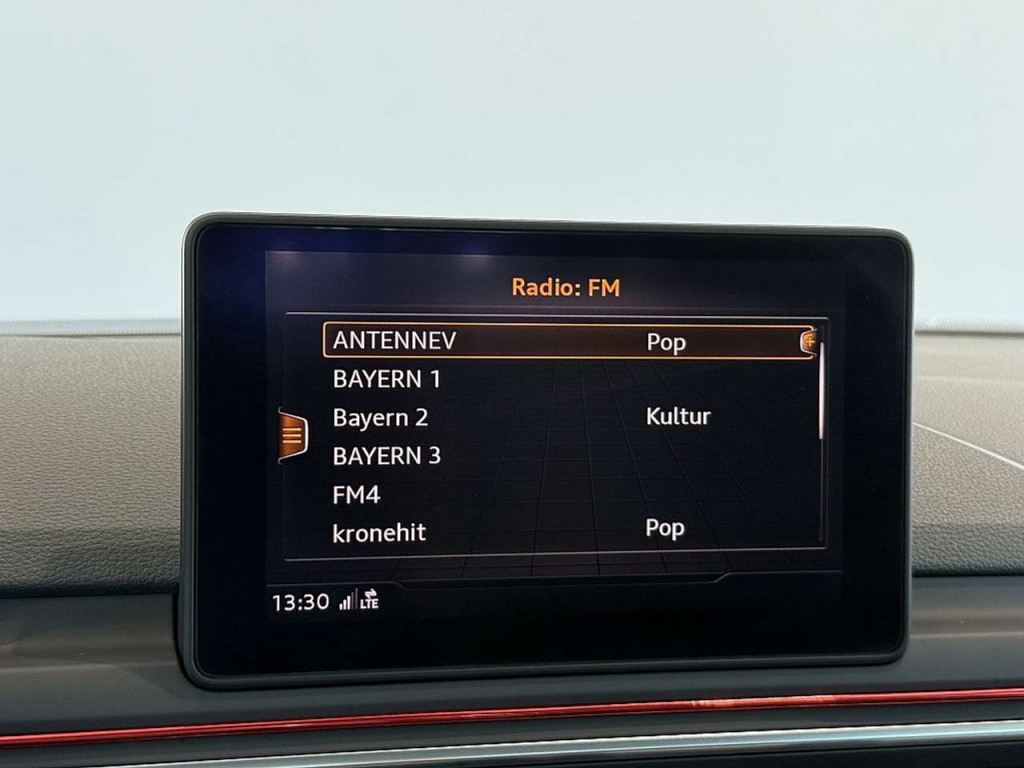 Radio: FM
ANTENNEV Pop
BAYERN 1
Bayern 2 Kultur
BAYERN 3
FM4
kronehit Pop
13:30 LTE